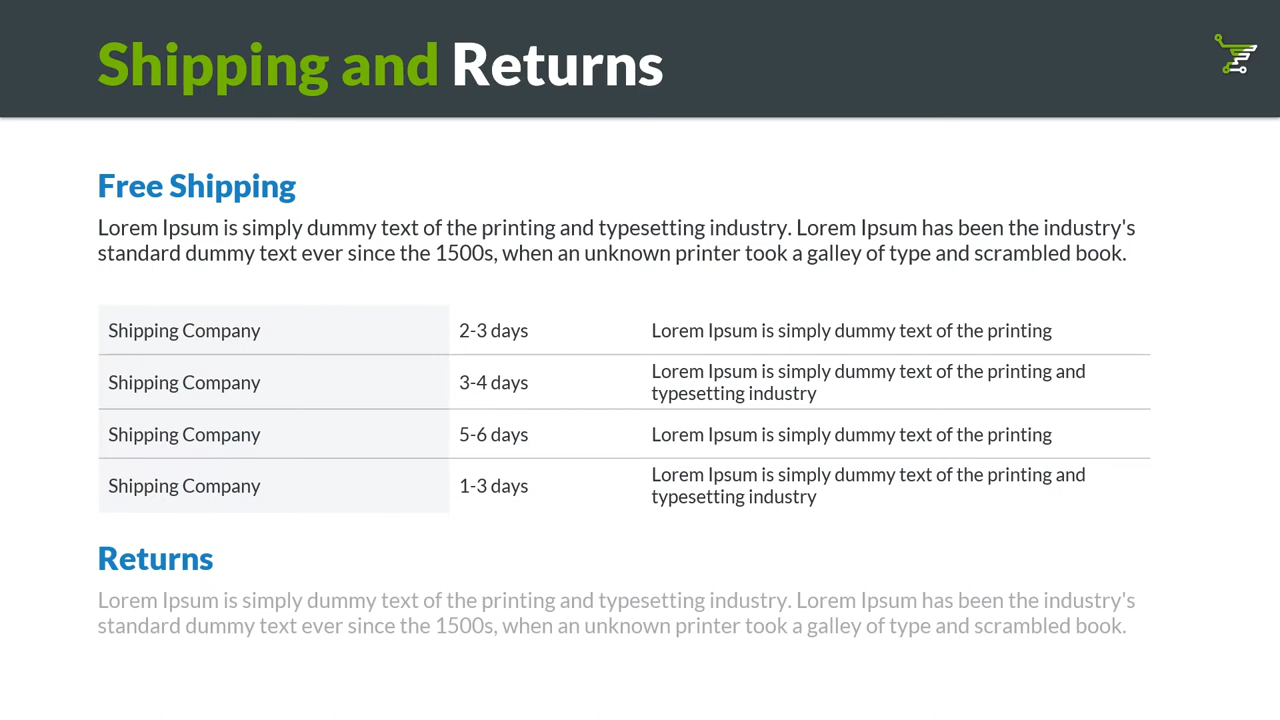 Shipping and Returns
Free Shipping
Lorem Ipsum is simply dummy text of the printing and typesetting industry. Lorem Ipsum has been the industry's
standard dummy text ever since the 1500s, when an unknown printer took a galley of type and scrambled book.
Shipping Company 2-3 days Lorem Ipsum is simply dummy text of the printing
Shipping Company 3-4 days Lorem Ipsum is simply dummy text of the printing and
typesetting industry
Shipping Company 5-6 days Lorem Ipsum is simply dummy text of the printing
Shipping Company 1-3 days Lorem Ipsum is simply dummy text of the printing and
typesetting industry
Returns
Lorem Ipsum is simply dummy text of the printing and typesetting industry. Lorem Ipsum has been the industry's
standard dummy text ever since the 1500s, when an unknown printer took a galley of type and scrambled book.